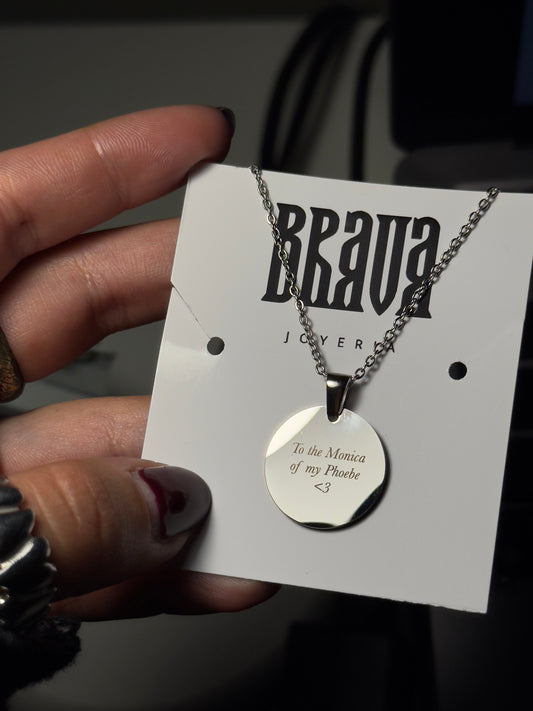 BRAVA
JOYERIA
To the Monica
of my Phoebe
<3